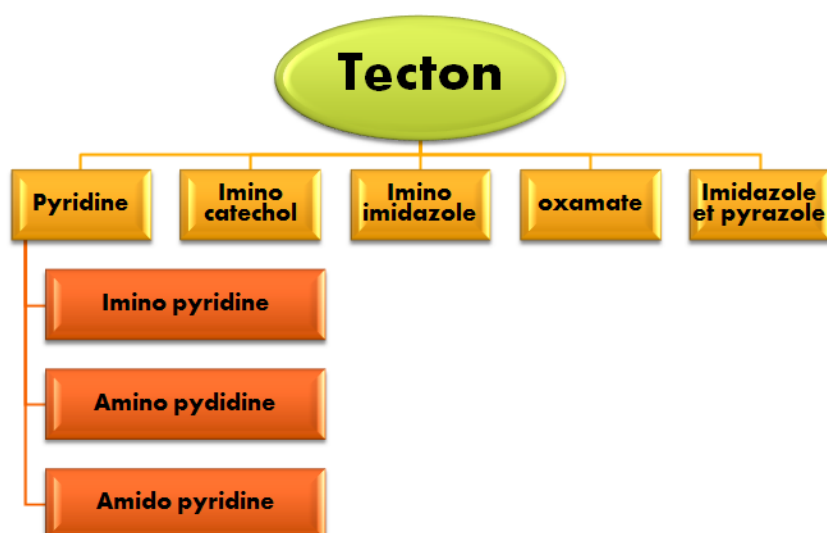 Tecton
Pyridine
Imino
catechol
Imino
imidazole
oxamate
Imidazole
et pyrazole
Imino pyridine
Amino pydidine
Amido pyridine